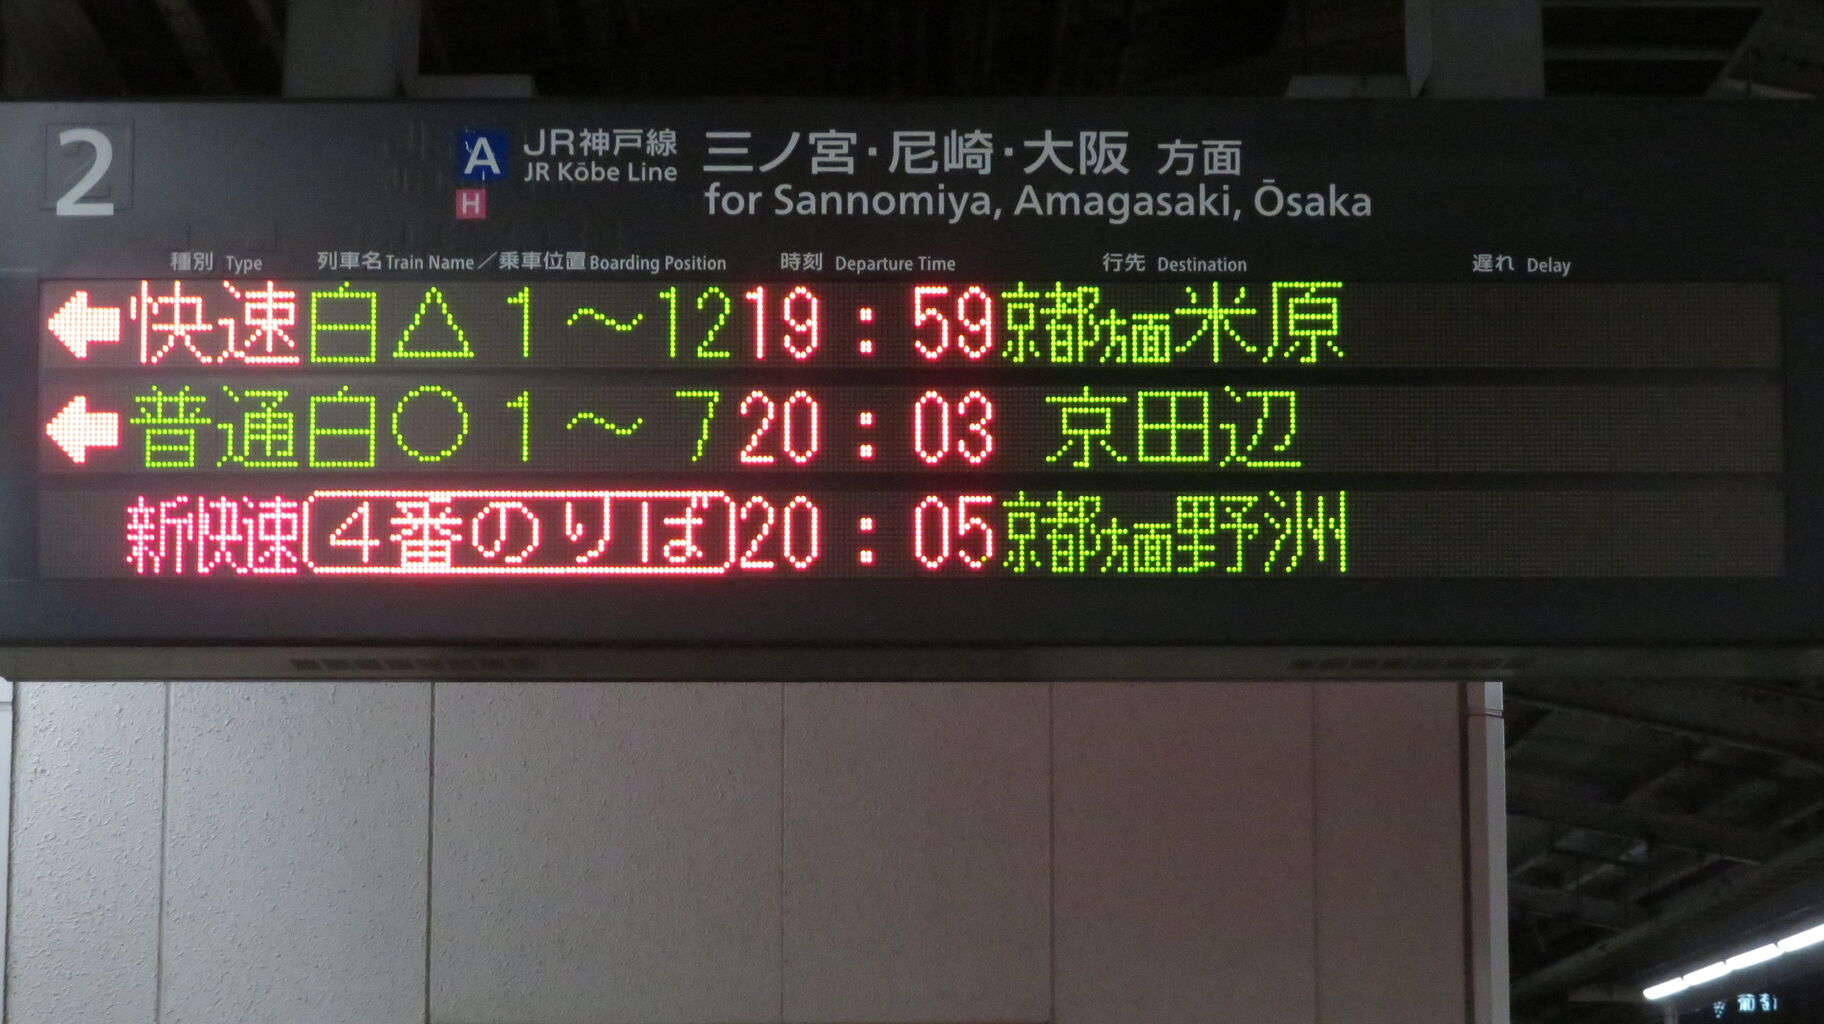 2
A JR神戸線 三ノ宮・尼崎・大阪 方面
H JR Kōbe Line for Sannomiya, Amagasaki, Ōsaka
種別 Type 列車名 Train Name／乗車位置 Boarding Position 時刻 Departure Time 行先 Destination 遅れ Delay
←快速 白△ 1〜12 19:59 京都方面米原
←普通 白○ 1〜7 20:03 京田辺
新快速 4番のりば 20:05 京都方面野洲